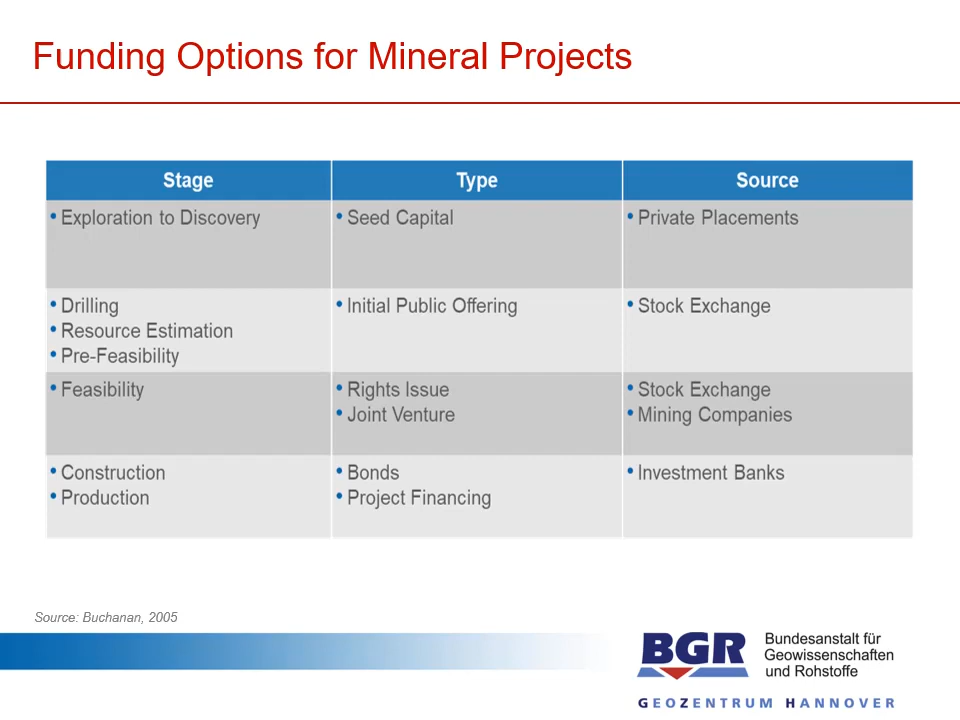 Funding Options for Mineral Projects
Stage Type Source
• Exploration to Discovery • Seed Capital • Private Placements
• Drilling • Initial Public Offering • Stock Exchange
• Resource Estimation
• Pre-Feasibility
• Feasibility • Rights Issue • Stock Exchange
• Joint Venture • Mining Companies
• Construction • Bonds • Investment Banks
• Production • Project Financing
Source: Buchanan, 2005
BGR
Bundesanstalt für
Geowissenschaften
und Rohstoffe
GEOZENTRUM HANNOVER